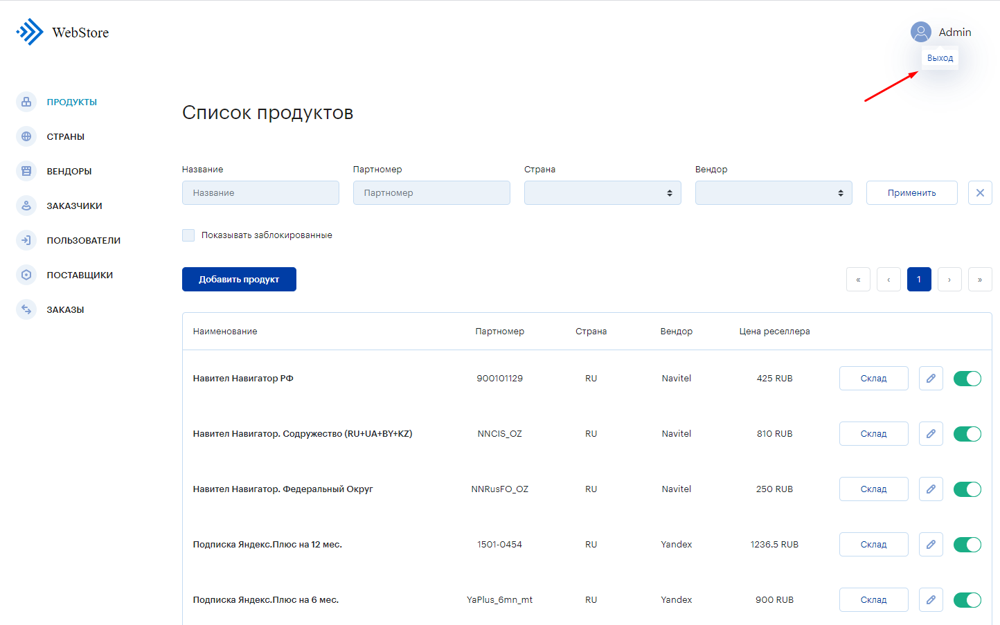 WebStore
Admin
Выход
ПРОДУКТЫ
СТРАНЫ
ВЕНДОРЫ
ЗАКАЗЧИКИ
ПОЛЬЗОВАТЕЛИ
ПОСТАВЩИКИ
ЗАКАЗЫ
Список продуктов
Название Партномер Страна Вендор
Название Партномер Применить
Показывать заблокированные
Добавить продукт « ‹ 1 › »
Наименование Партномер Страна Вендор Цена реселлера
Навител Навигатор РФ 900101129 RU Navitel 425 RUB Склад
Навител Навигатор. Содружество (RU+UA+BY+KZ) NNCIS_OZ RU Navitel 810 RUB Склад
Навител Навигатор. Федеральный Округ NNRusFO_OZ RU Navitel 250 RUB Склад
Подписка Яндекс.Плюс на 12 мес. 1501-0454 RU Yandex 1236.5 RUB Склад
Подписка Яндекс.Плюс на 6 мес. YaPlus_6mn_mt RU Yandex 900 RUB Склад